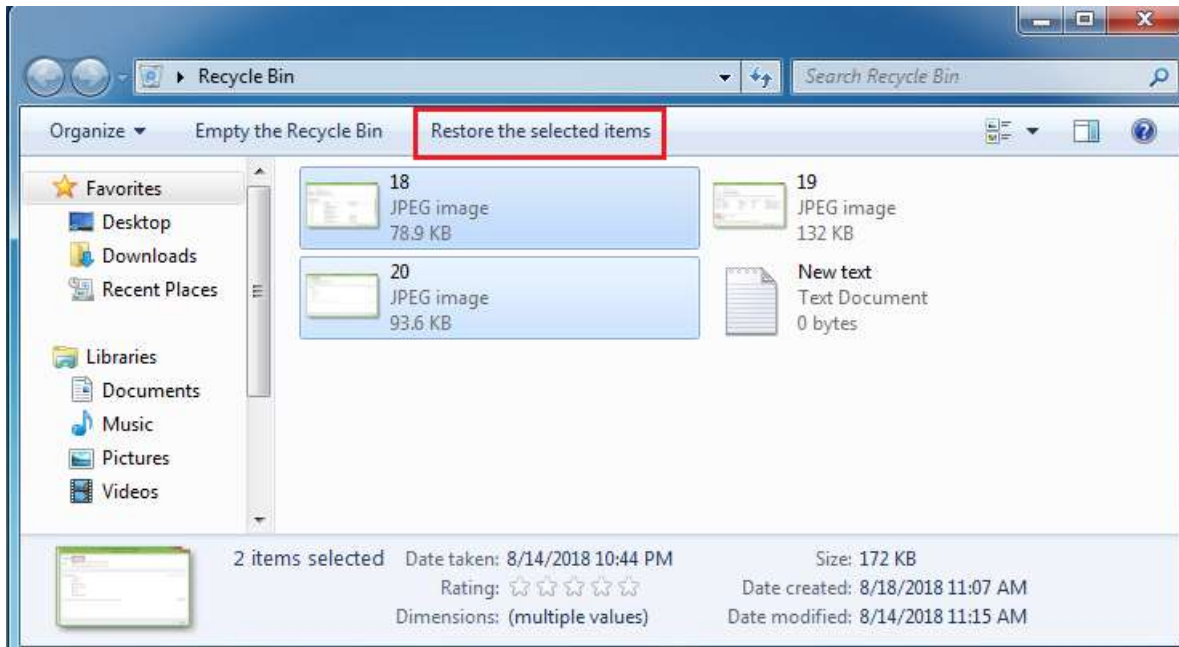 Recycle Bin
Search Recycle Bin
Organize
Empty the Recycle Bin
Restore the selected items
Favorites
Desktop
Downloads
Recent Places
Libraries
Documents
Music
Pictures
Videos
18
JPEG image
78.9 KB
19
JPEG image
132 KB
20
JPEG image
93.6 KB
New text
Text Document
0 bytes
2 items selected
Date taken: 8/14/2018 10:44 PM
Rating:
Dimensions: (multiple values)
Size: 172 KB
Date created: 8/18/2018 11:07 AM
Date modified: 8/14/2018 11:15 AM